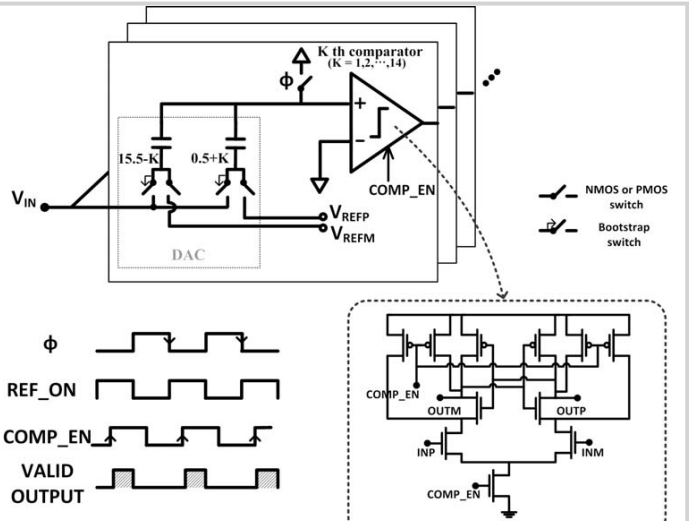 K th comparator
(K = 1,2,···,14)
ϕ
+
15.5-K
0.5+K
−
COMP_EN
V_IN
V_REFP
V_REFM
DAC
NMOS or PMOS
switch
Bootstrap
switch
ϕ
REF_ON
COMP_EN
VALID
OUTPUT
COMP_EN
OUTM
OUTP
INP
INM
COMP_EN